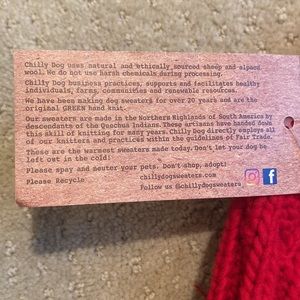 Chilly Dog uses natural and ethically sourced sheep and alpaca
wool. We do not use harsh chemicals during processing.
Chilly Dog business practices, supports and facilitates healthy
individuals, farms, communities and renewable resources.
We have been making dog sweaters for over 20 years and are the
original GREEN hand knit.
Our sweaters are made in the Northern Highlands of South America by
descendants of the Quechua Indians. These artisans have handed down
this skill of knitting for many years. Chilly Dog directly employs all
of our knitters and practices within the guidelines of Fair Trade.
These are the warmest sweaters made today. Don't let your dog be
left out in the cold!
Please spay and neuter your pets. Don't shop, adopt!
Please Recycle. chillydogsweaters.com
Follow us @chillydogsweaters